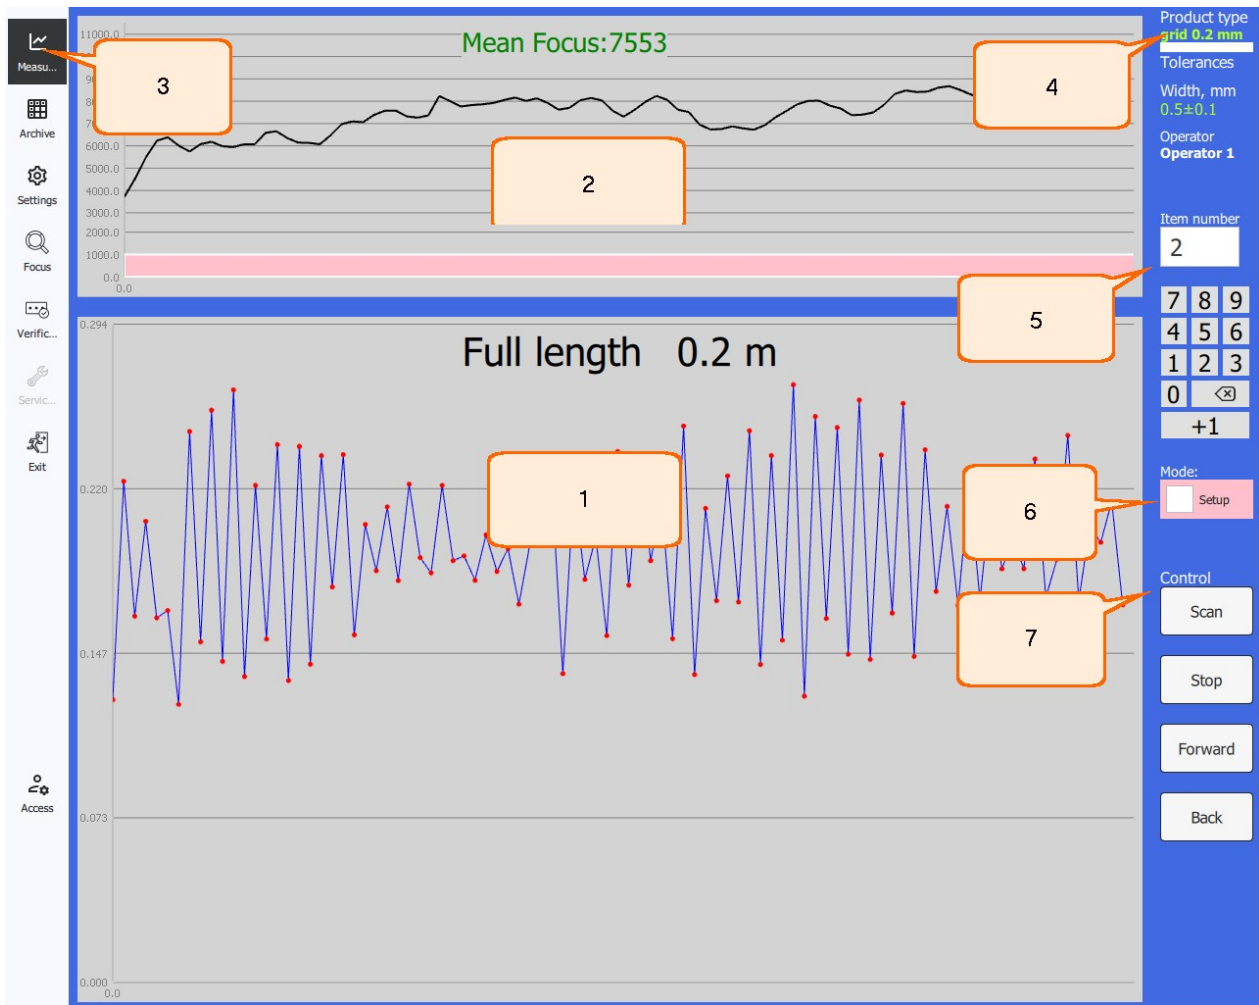 Measu...
Archive
Settings
Focus
Verific...
Servic...
Exit
Access
11000.0
Mean Focus:7553
6000.0
5000.0
4000.0
3000.0
2000.0
1000.0
0.0
0.0
3
2
4
5
0.294
Full length 0.2 m
0.220
0.147
0.073
0.000
0.0
1
6
7
Product type
grid 0.2 mm
Tolerances
Width, mm
0.5±0.1
Operator
Operator 1
Item number
2
7 8 9
4 5 6
1 2 3
0
+1
Mode:
Setup
Control
Scan
Stop
Forward
Back